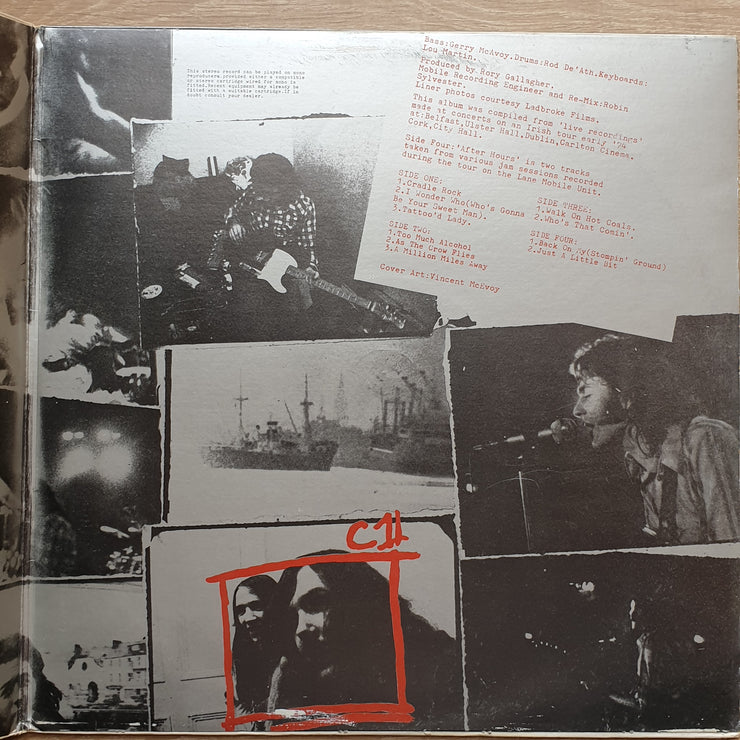 This stereo record can be played on mono
reproducers,provided either a compatible
or stereo cartridge wired for mono is
fitted.Recent equipment may already be
fitted with a suitable cartridge.If in
doubt consult your dealer.
Bass:Gerry McAvoy.Drums:Rod De'Ath.Keyboards:
Lou Martin.
Produced by Rory Gallagher.
Mobile Recording Engineer and Re-Mix:Robin
Sylvester.
Liner photos courtesy Ladbroke Films.
This album was compiled from 'live recordings'
made at concerts on an Irish tour early '74
at:Belfast,Ulster Hall.Dublin,Carlton Cinema.
Cork,City Hall.
Side Four:'After Hours' is two tracks
taken from various jam sessions recorded
during the tour on the Lane Mobile Unit.
SIDE ONE:
1.Cradle Rock
2.I Wonder Who(Who's Gonna
Be Your Sweet Man).
3.Tattoo'd Lady.
SIDE TWO:
1.Too Much Alcohol
2.As The Crow Flies
3.A Million Miles Away
SIDE THREE:
1.Walk On Hot Coals.
2.Who's That Comin'.
SIDE FOUR:
1.Back On My(Stompin' Ground)
2.Just A Little Bit
Cover Art:Vincent McEvoy